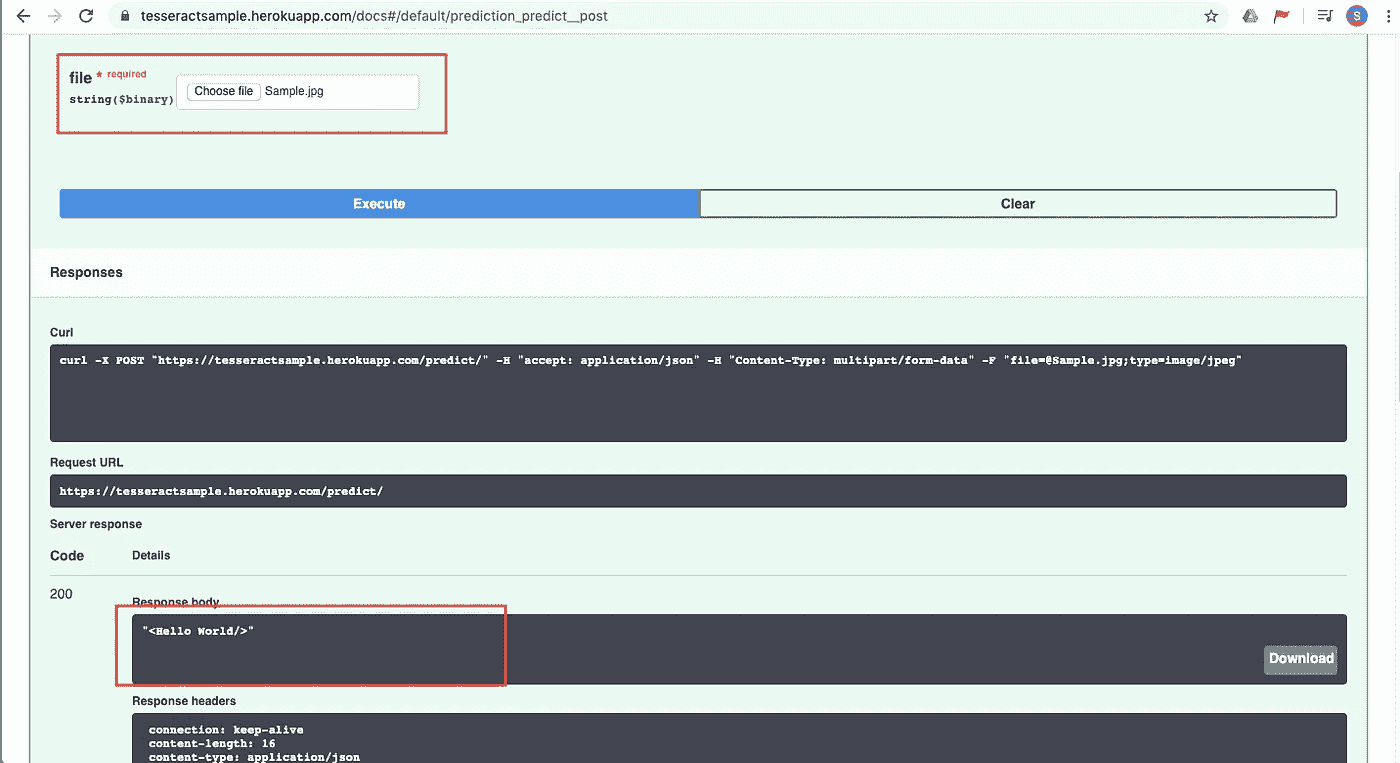 tesseractsample.herokuapp.com/docs#/default/prediction_predict__post
S
file * required
string($binary)
Choose file Sample.jpg
Execute
Clear
Responses
Curl
curl -X POST "https://tesseractsample.herokuapp.com/predict/" -H "accept: application/json" -H "Content-Type: multipart/form-data" -F "file=@Sample.jpg;type=image/jpeg"
Request URL
https://tesseractsample.herokuapp.com/predict/
Server response
Code Details
200
Response body
"<Hello World/>"
Download
Response headers
connection: keep-alive
content-length: 16
content-type: application/json